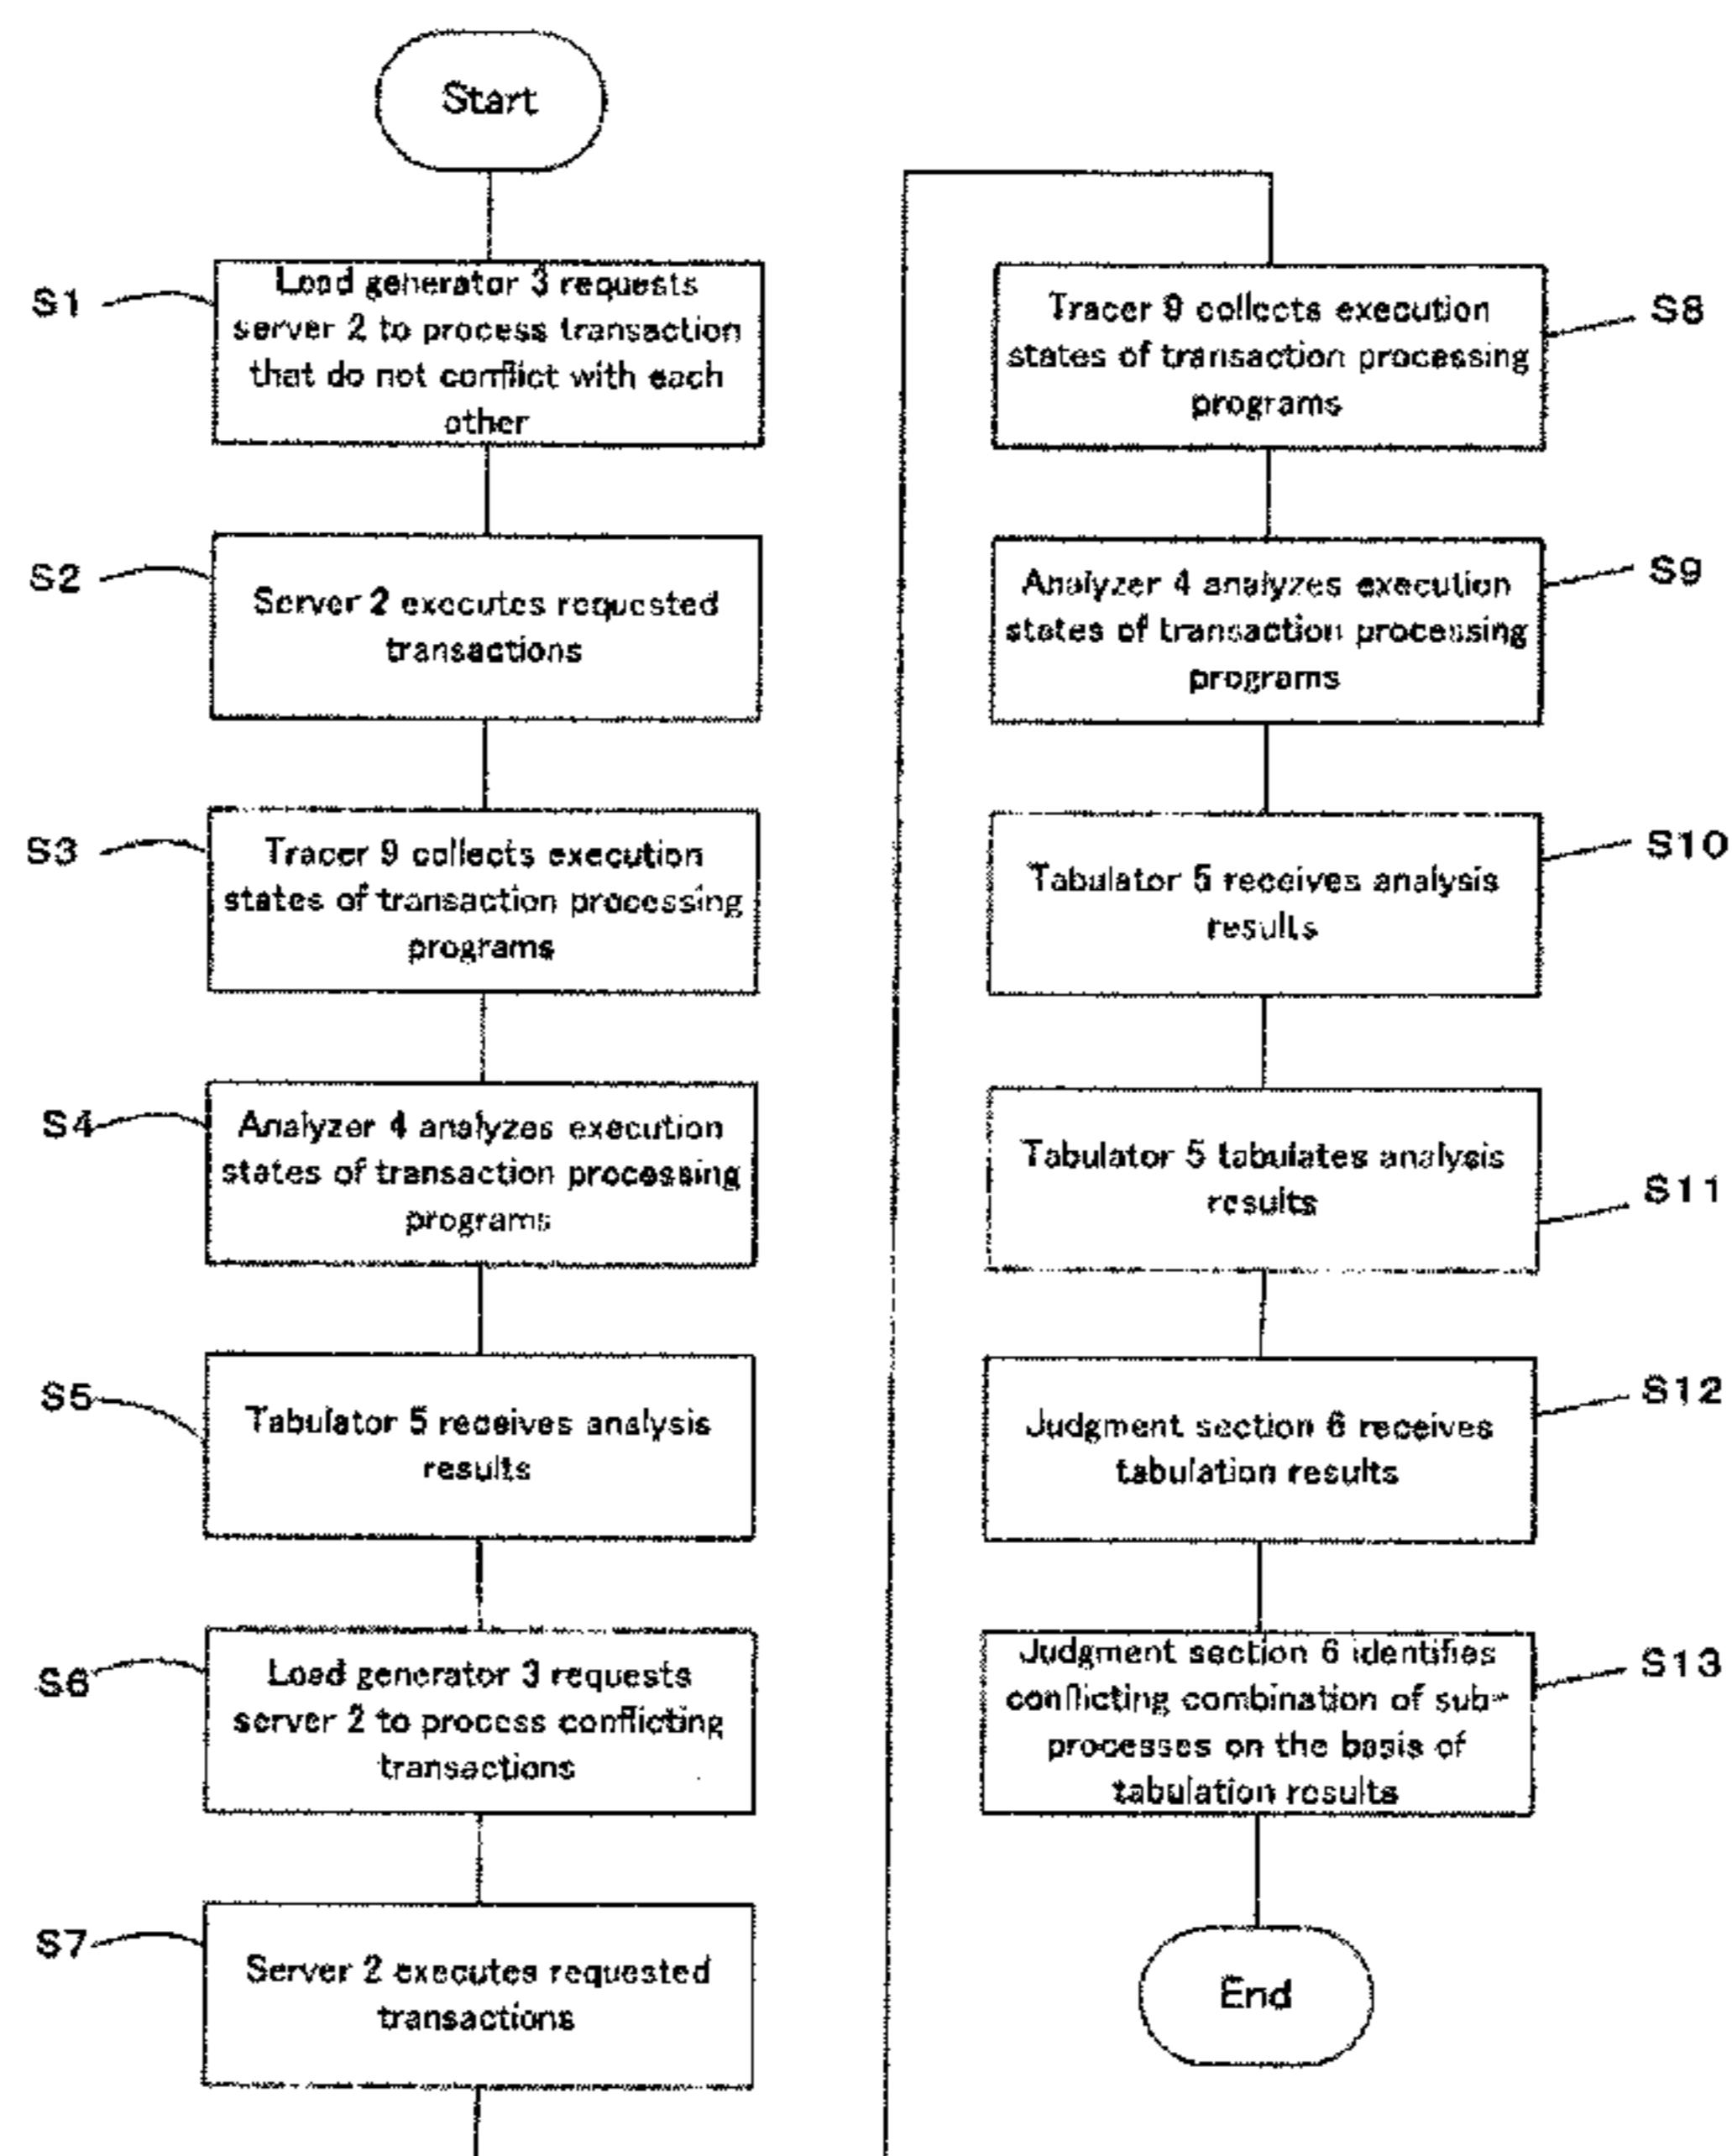 Start
S1
Load generator 3 requests
server 2 to process transaction
that do not conflict with each
other
S2
Server 2 executes requested
transactions
S3
Tracer 9 collects execution
states of transaction processing
programs
S4
Analyzer 4 analyzes execution
states of transaction processing
programs
S5
Tabulator 5 receives analysis
results
S6
Load generator 3 requests
server 2 to process conflicting
transactions
S7
Server 2 executes requested
transactions
Tracer 9 collects execution
states of transaction processing
programs
S8
Analyzer 4 analyzes execution
states of transaction processing
programs
S9
Tabulator 5 receives analysis
results
S10
Tabulator 5 tabulates analysis
results
S11
Judgment section 6 receives
tabulation results
S12
Judgment section 6 identifies
conflicting combination of sub-
processes on the basis of
tabulation results
S13
End